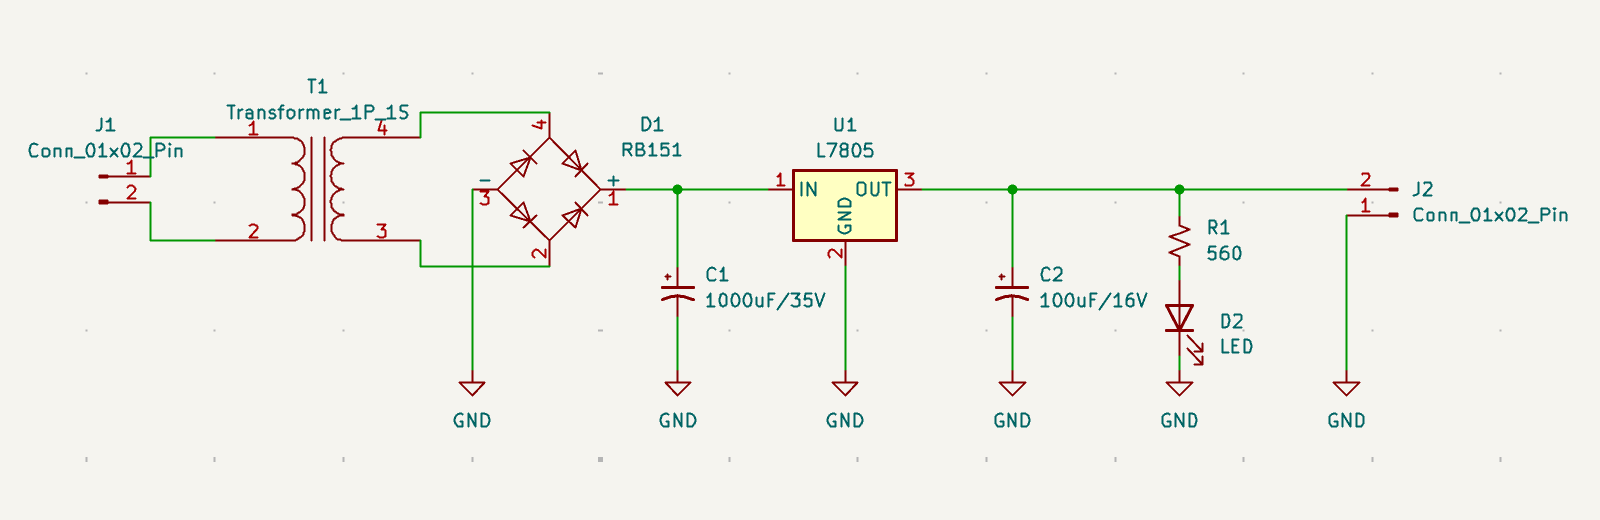 J1
Conn_01x02_Pin
1
2
T1
Transformer_1P_1S
1
2
4
3
4
−
3
+
1
2
D1
RB151
U1
L7805
1
IN
OUT
3
GND
2
+
C1
1000uF/35V
+
C2
100uF/16V
R1
560
D2
LED
2
1
J2
Conn_01x02_Pin
GND
GND
GND
GND
GND
GND